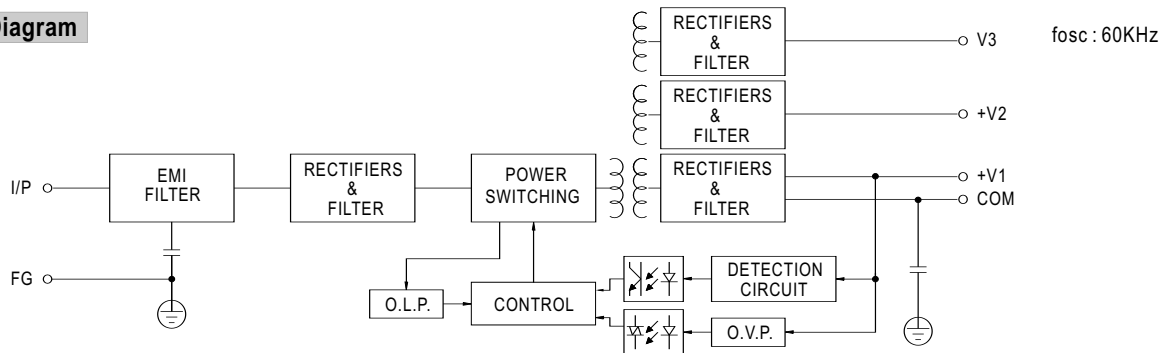 Diagram
RECTIFIERS
&
FILTER
V3
fosc : 60KHz
RECTIFIERS
&
FILTER
+V2
I/P
EMI
FILTER
RECTIFIERS
&
FILTER
POWER
SWITCHING
RECTIFIERS
&
FILTER
+V1
COM
FG
O.L.P.
CONTROL
DETECTION
CIRCUIT
O.V.P.